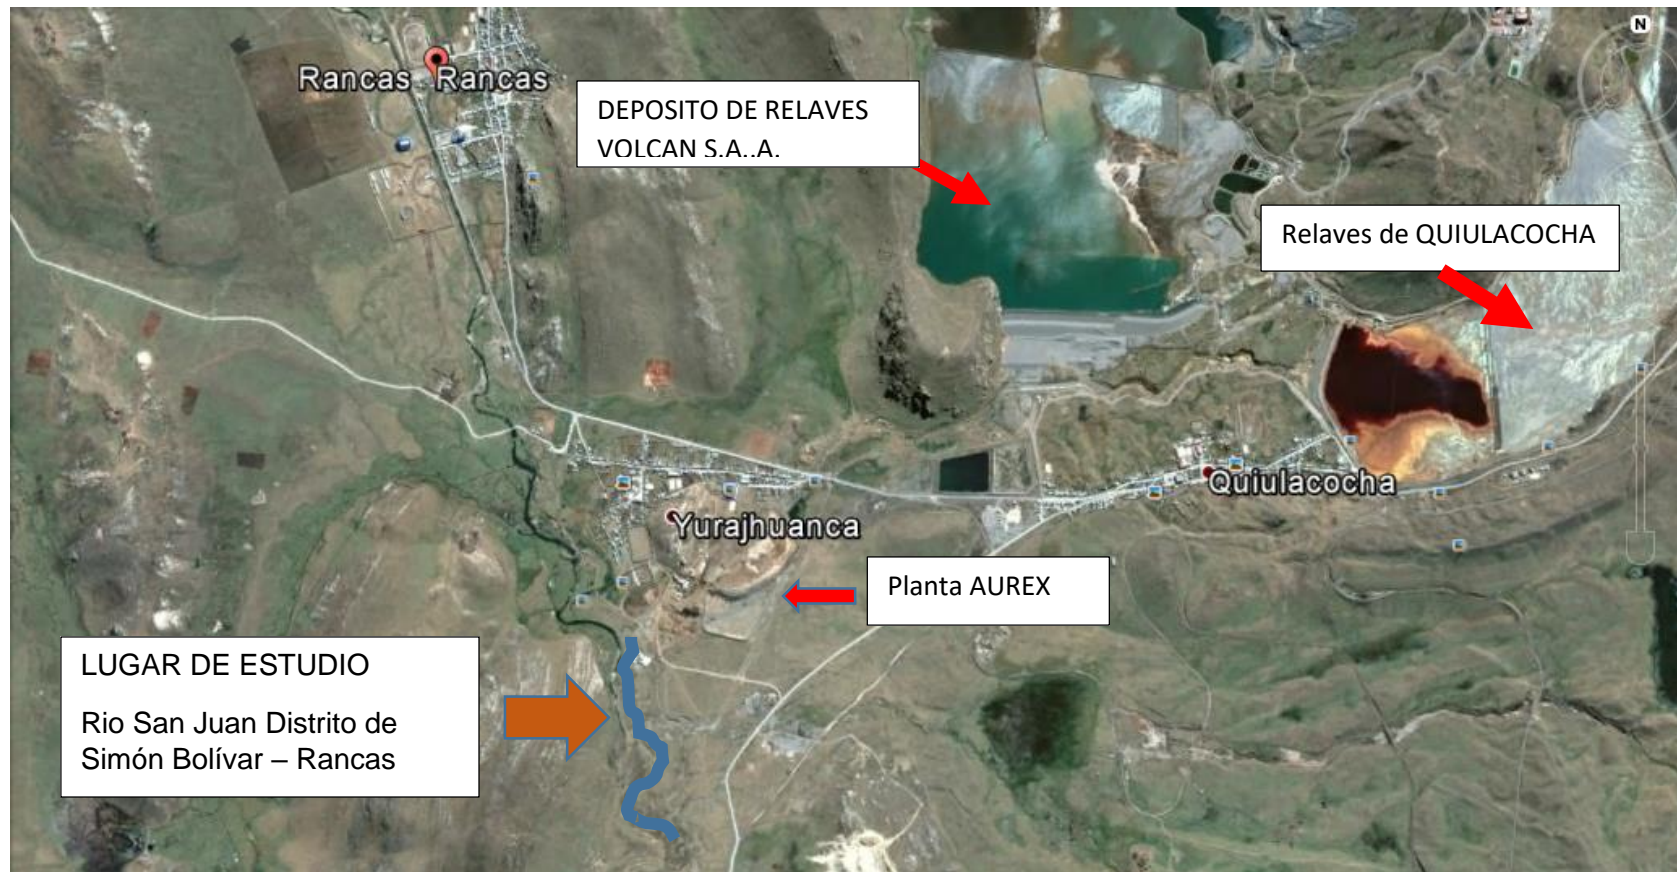 N
Rancas Rancas
DEPOSITO DE RELAVES
VOLCAN S.A..A.
Relaves de QUIULACOCHA
Quiulacocha
Yurajhuanca
Planta AUREX
LUGAR DE ESTUDIO
Rio San Juan Distrito de
Simón Bolívar – Rancas